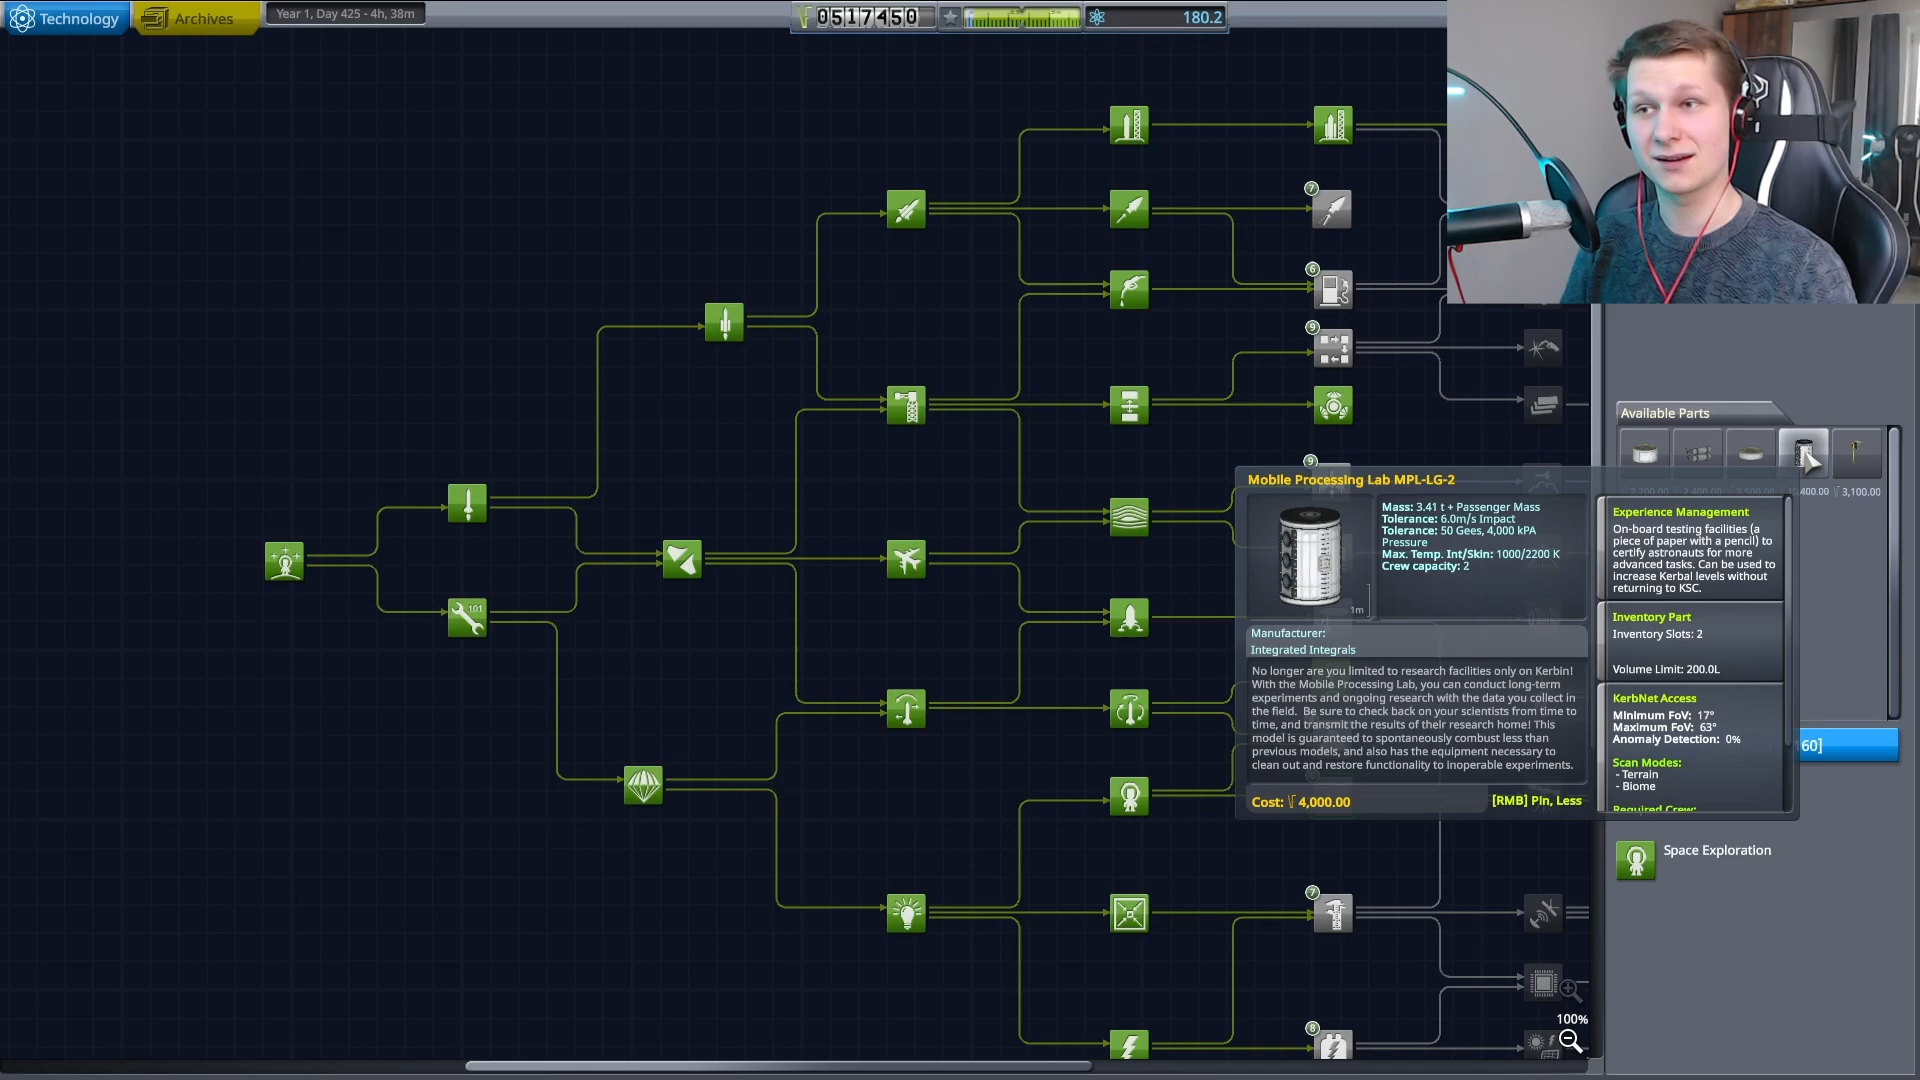 Technology
Archives
Year 1, Day 425 - 4h, 38m
0517450
180.2
7
6
9
9
101
Available Parts
3,100.00
Mobile Processing Lab MPL-LG-2
Mass: 3.41 t + Passenger Mass
Tolerance: 6.0m/s Impact
Tolerance: 50 Gees, 4,000 kPA
Pressure
Max. Temp. Int/Skin: 1000/2200 K
Crew capacity: 2
1m
Manufacturer:
Integrated Integrals
No longer are you limited to research facilities only on Kerbin!
With the Mobile Processing Lab, you can conduct long-term
experiments and ongoing research with the data you collect in
the field. Be sure to check back on your scientists from time to
time, and transmit the results of their research home! This
model is guaranteed to spontaneously combust less than
previous models, and also has the equipment necessary to
clean out and restore functionality to inoperable experiments.
Cost: 4,000.00
[RMB] Pin, Less
Experience Management
On-board testing facilities (a
piece of paper with a pencil) to
certify astronauts for more
advanced tasks. Can be used to
increase Kerbal levels without
returning to KSC.
Inventory Part
Inventory Slots: 2
Volume Limit: 200.0L
KerbNet Access
Minimum FoV: 17°
Maximum FoV: 63°
Anomaly Detection: 0%
Scan Modes:
- Terrain
- Biome
Required Crew:
60]
Space Exploration
7
8
100%